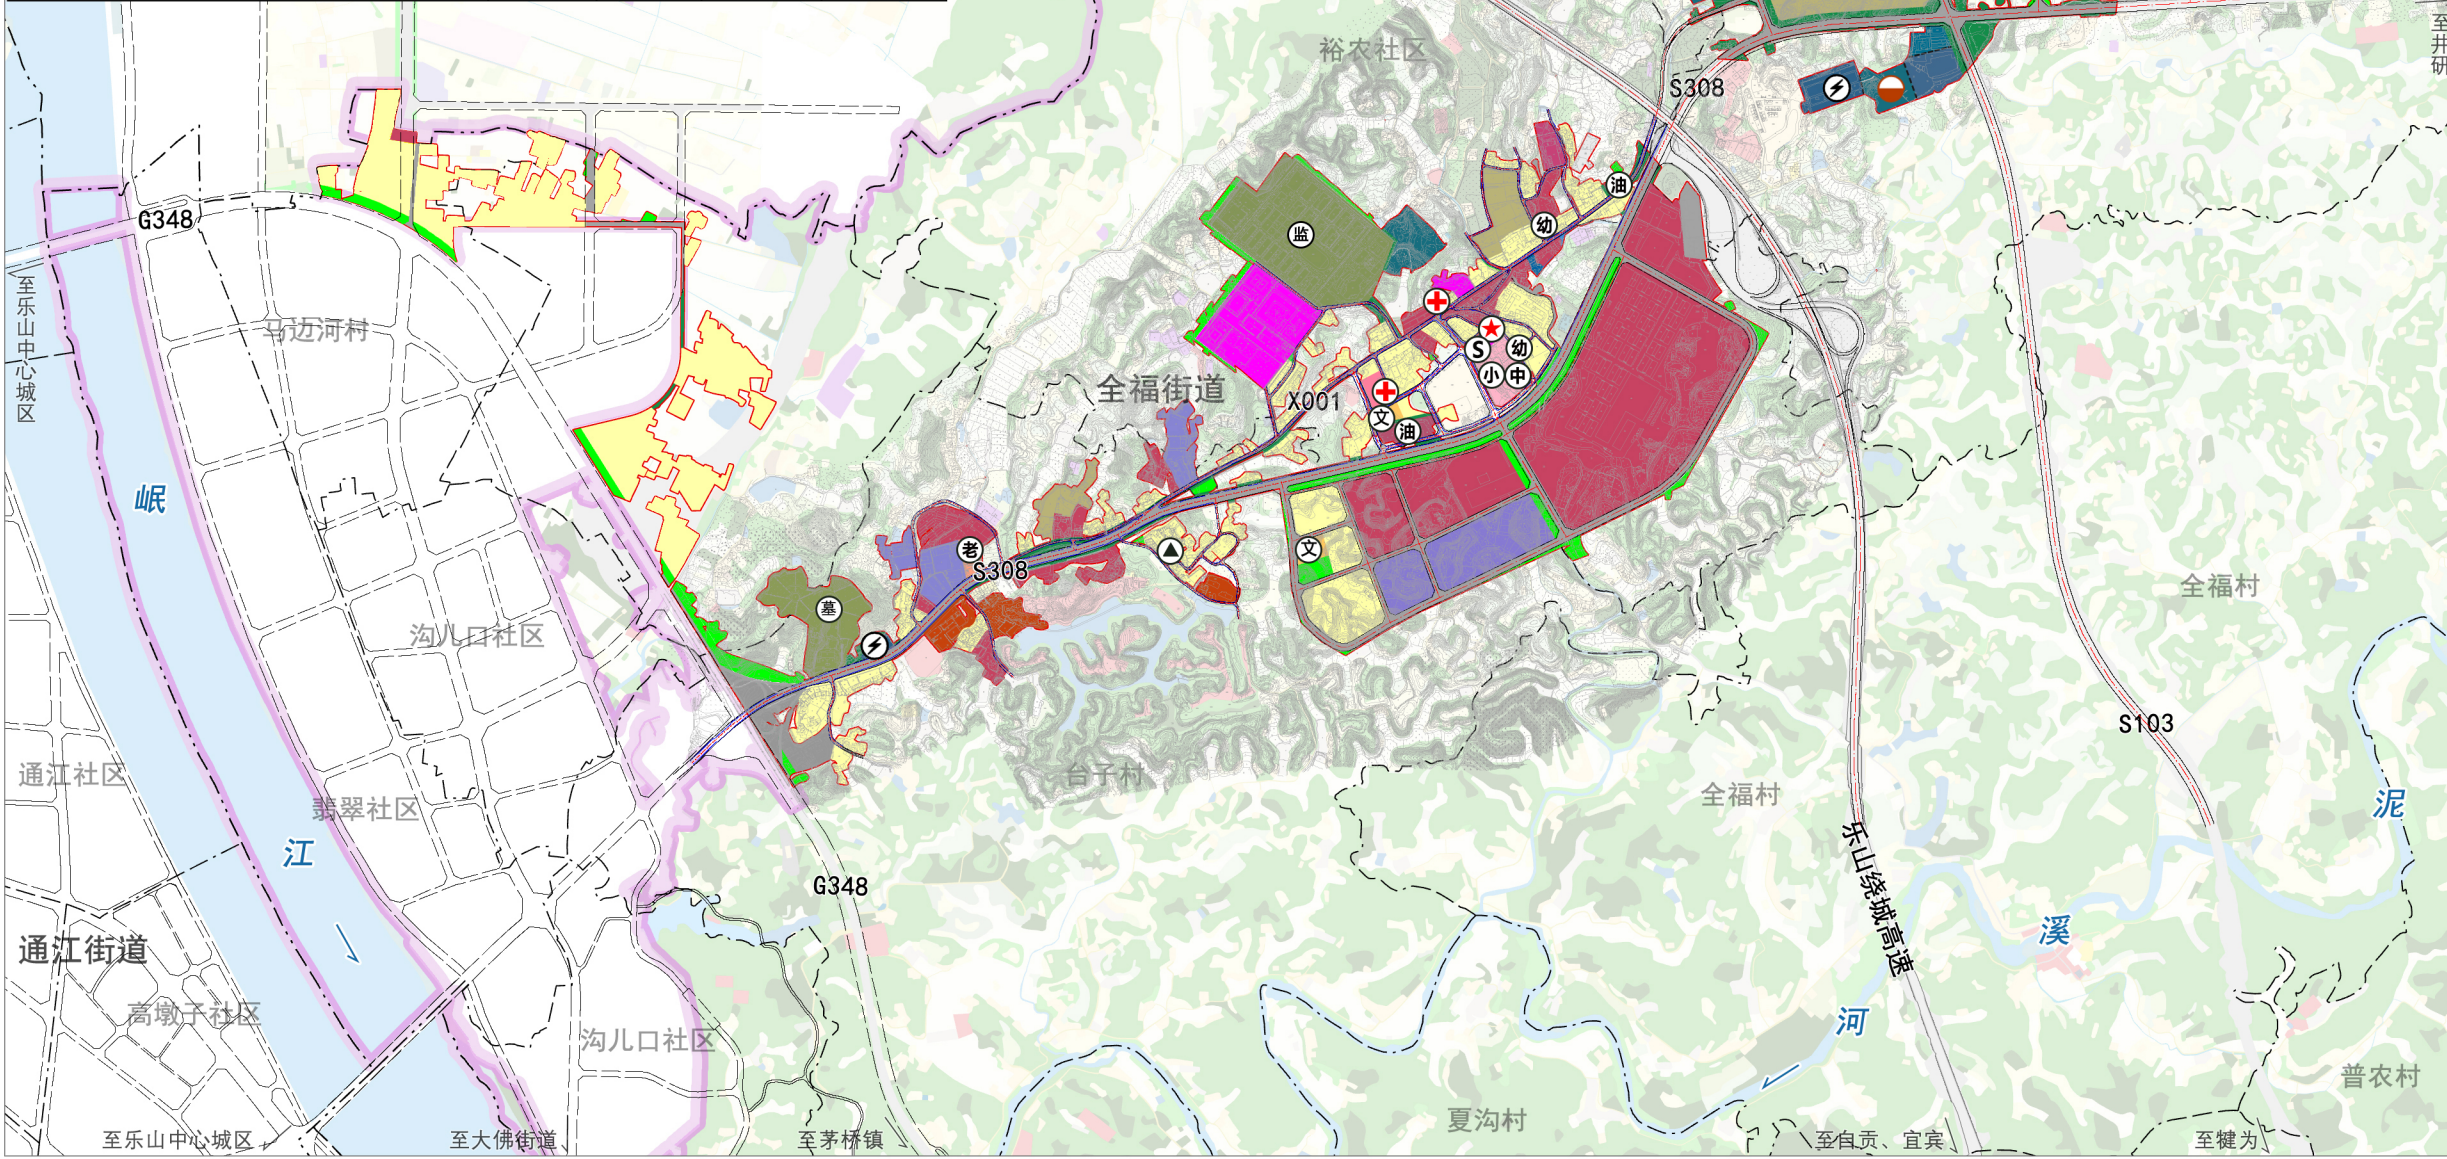 裕农社区
至井研
S308
油
G348
监
幼
至乐山中心城区
马边河村
S
幼
小
中
全福街道
X001
文
油
岷
老
文
S308
全福村
墓
沟儿口社区
S103
台子村
通江社区
翡翠社区
全福村
泥
江
G348
乐山绕城高速
通江街道
溪
高墩子社区
沟儿口社区
河
普农村
夏沟村
至乐山中心城区
至大佛街道
至茅桥镇
至自贡、宜宾
至犍为